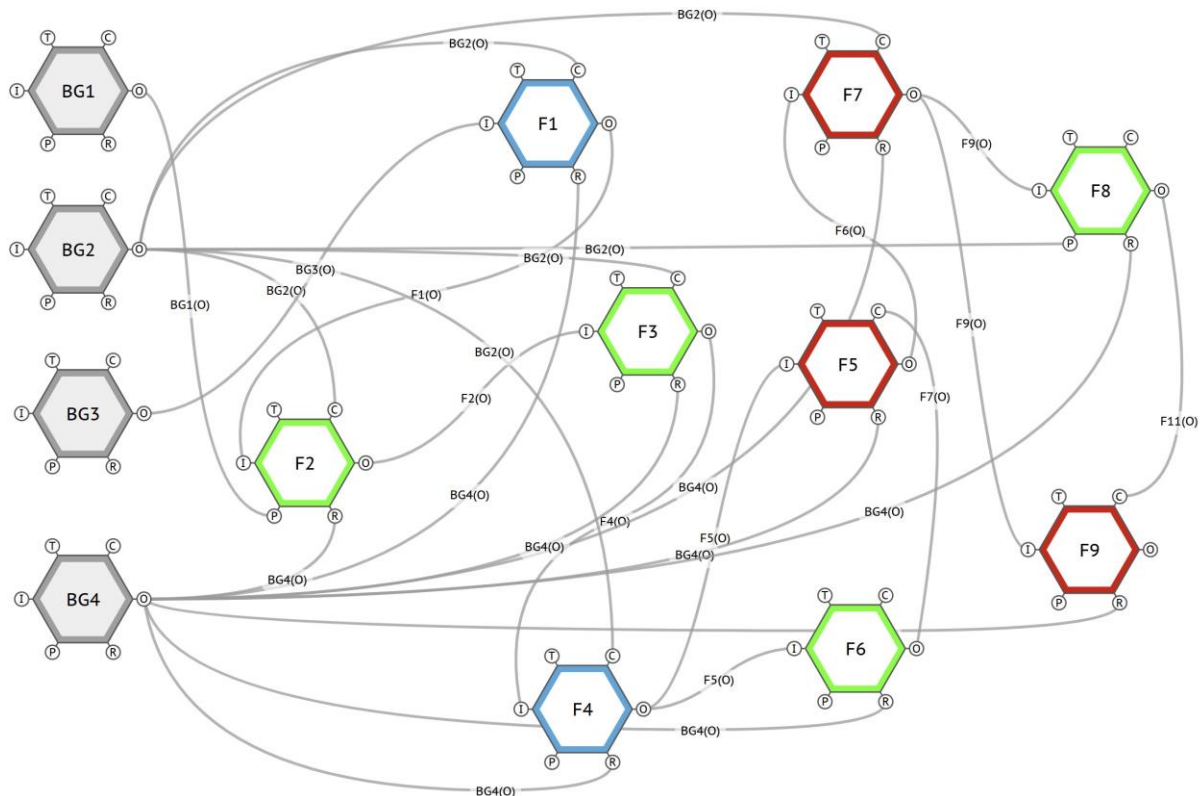 BG2(O)
T C
BG2(O)
T C
I BG1 O
T C
I F7 O
P R
I F1 O
P R
F9(O)
T C
P R
T C
I F8 O
I BG2 O
F6(O)
BG2(O)
P R
P R
BG2(O)
BG3(O)
T C
BG2(O)
F1(O)
BG1(O)
T C
F9(O)
I F3 O
BG2(O)
T C
I F5 O
P R
F2(O)
F7(O)
I BG3 O
T C
P R
F11(O)
P R
I F2 O
BG4(O)
BG4(O)
T C
P R
F4(O)
BG4(O)
F5(O)
BG4(O)
BG4(O)
I F9 O
T C
BG4(O)
P R
I BG4 O
T C
P R
I F6 O
T C
F5(O)
P R
I F4 O
BG4(O)
P R
BG4(O)